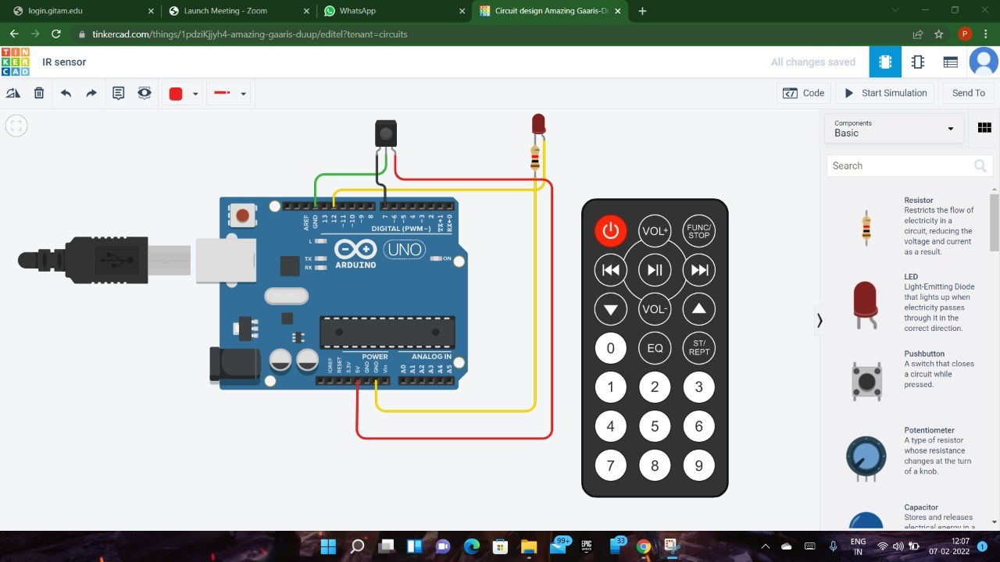 login.gitam.edu
Launch Meeting - Zoom
WhatsApp
Circuit design Amazing Gaaris-Du
tinkercad.com/things/1pdziKjjyh4-amazing-gaaris-duup/editel?tenant=circuits
P
TIN
KER
CAD
IR sensor
All changes saved
Code
Start Simulation
Send To
Components
Basic
Search
Resistor
Restricts the flow of
electricity in a
circuit, reducing the
voltage and current
as a result.
LED
Light-Emitting Diode
that lights up when
electricity passes
through it in the
correct direction.
Pushbutton
A switch that closes
a circuit while
pressed.
Potentiometer
A type of resistor
whose resistance
changes at the turn
of a knob.
Capacitor
Stores and releases
electrical energy in a
AREF
GND
13
12
~11
~10
~9
8
7
~6
~5
4
~3
2
TX→1
RX←0
DIGITAL (PWM~)
L
TX
RX
UNO
ARDUINO
ON
POWER
ANALOG IN
IOREF
RESET
3.3V
5V
GND
GND
Vin
A0
A1
A2
A3
A4
A5
VOL+
FUNC/
STOP
VOL-
0
EQ
ST/
REPT
1
2
3
4
5
6
7
8
9
99+
EPIC
GAMES
33
ENG
IN
12:07
07-02-2022
1